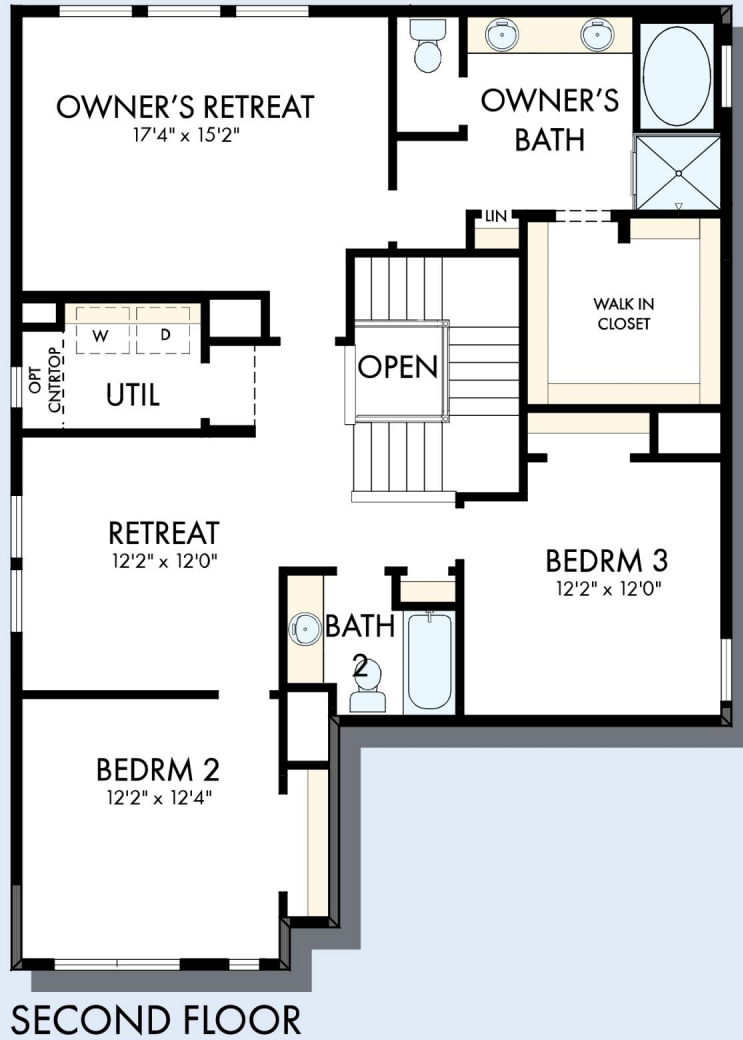 OWNER'S RETREAT
17'4" x 15'2"
OWNER'S
BATH
LIN
WALK IN
CLOSET
W
D
OPT
CNTRTOP
UTIL
OPEN
RETREAT
12'2" x 12'0"
BEDRM 3
12'2" x 12'0"
BATH
2
BEDRM 2
12'2" x 12'4"
SECOND FLOOR